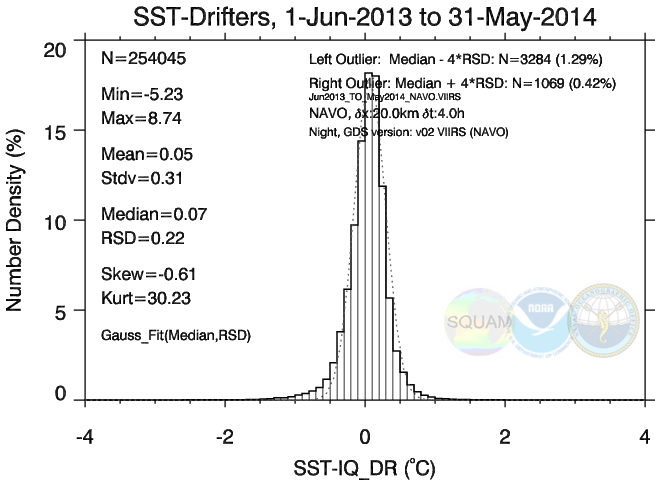 SST-Drifters, 1-Jun-2013 to 31-May-2014
N=254045
Min=-5.23
Max=8.74
Mean=0.05
Stdv=0.31
Median=0.07
RSD=0.22
Skew=-0.61
Kurt=30.23
Gauss_Fit(Median,RSD)
Left Outlier: Median - 4*RSD: N=3284 (1.29%)
Right Outlier: Median + 4*RSD: N=1069 (0.42%)
Jun2013_TO_May2014_NAVO.VIIRS
NAVO, δx:20.0km δt:4.0h
Night, GDS version: v02 VIIRS (NAVO)
SQUAM
NOAA
Number Density (%)
20
15
10
5
0
-4 -2 0 2 4
SST-IQ_DR (°C)